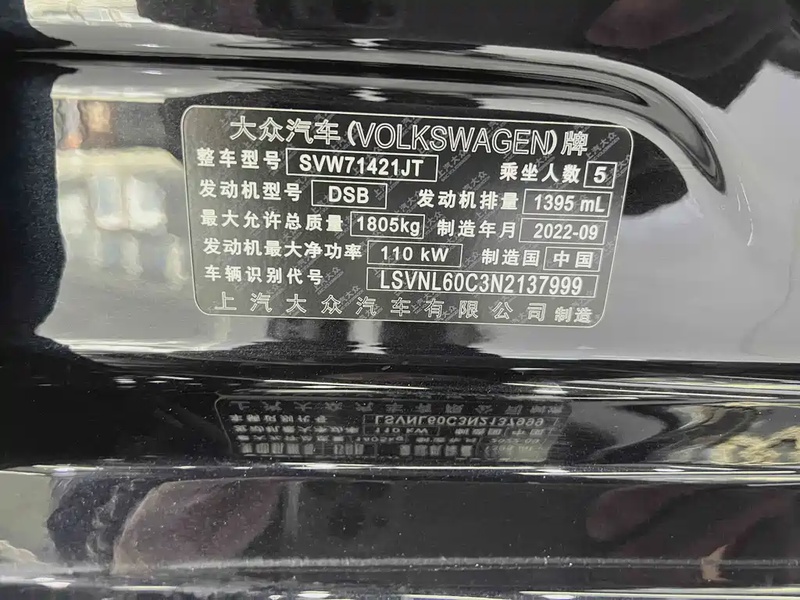 大众汽车(VOLKSWAGEN)牌
整车型号 SVW71421JT 乘坐人数 5
发动机型号 DSB 发动机排量 1395 mL
最大允许总质量 1805kg 制造年月 2022-09
发动机最大净功率 110 kW 制造国 中国
车辆识别代号 LSVNL60C3N2137999
上汽大众汽车有限公司制造